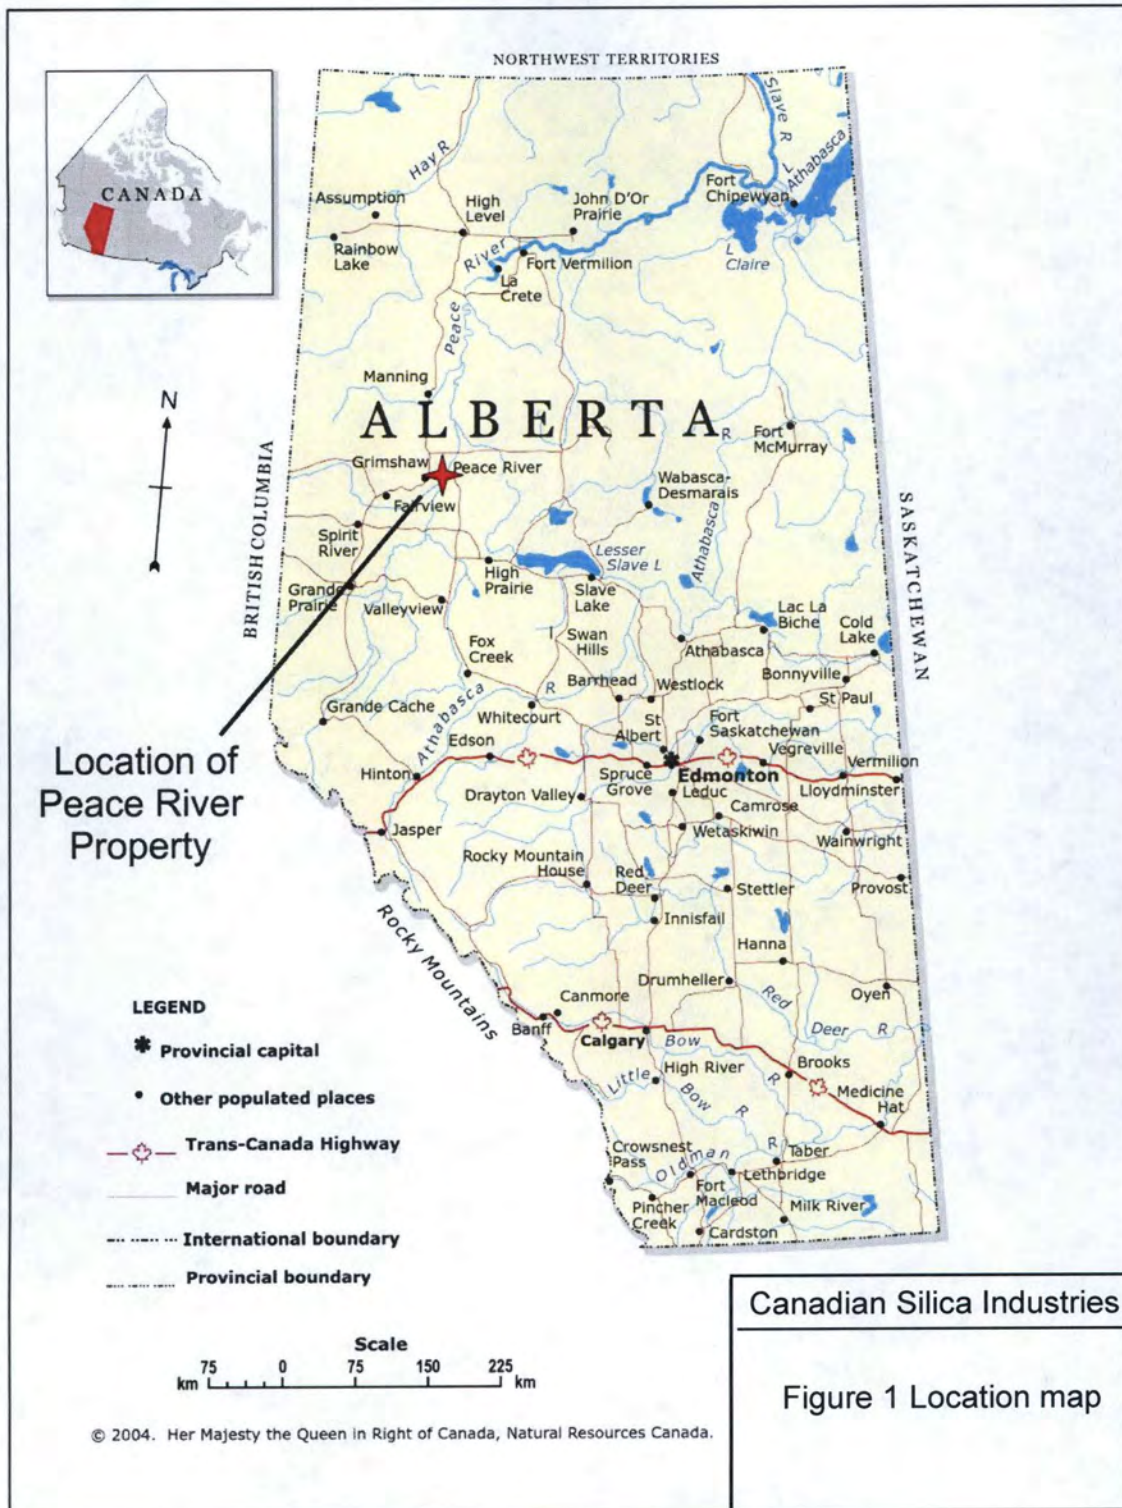 NORTHWEST TERRITORIES
CANADA
Hay R
Slave R
L Athabasca
Assumption
High
Level
John D'Or
Prairie
Fort
Chipewyan
Rainbow
Lake
River
Fort Vermilion
La
Crete
L
Claire
Peace
Manning
N
ALBERTA
R
Fort
McMurray
Grimshaw
Peace River
Wabasca-
Desmarais
Fairview
BRITISH COLUMBIA
SASKATCHEWAN
Spirit
River
Lesser
Slave L
Athabasca
High
Prairie
Grande
Prairie
Valleyview
Slave
Lake
Lac La
Biche
Cold
Lake
Fox
Creek
Swan
Hills
Athabasca
Bonnyville
Barrhead
Westlock
St Paul
Athabasca
R
Grande Cache
Whitecourt
St
Albert
Fort
Saskatchewan
Vegreville
Edson
Vermilion
Hinton
Spruce
Grove
Edmonton
Leduc
Lloydminster
Location of
Peace River
Property
Drayton Valley
Camrose
Jasper
Wetaskiwin
Wainwright
Rocky Mountain
House
Red
Deer
Stettler
Provost
Innisfail
Rocky Mountains
Hanna
Drumheller
Red
Deer
R
Oyen
Canmore
Banff
Calgary
Bow
R
Brooks
High River
Little
Bow
R
Medicine
Hat
Crowsnest
Pass
Oldman
R
Taber
Lethbridge
Fort
Macleod
Pincher
Creek
Milk River
Cardston
LEGEND
Provincial capital
Other populated places
Trans-Canada Highway
Major road
International boundary
Provincial boundary
Scale
75 0 75 150 225
km km
© 2004. Her Majesty the Queen in Right of Canada, Natural Resources Canada.
Canadian Silica Industries
Figure 1 Location map